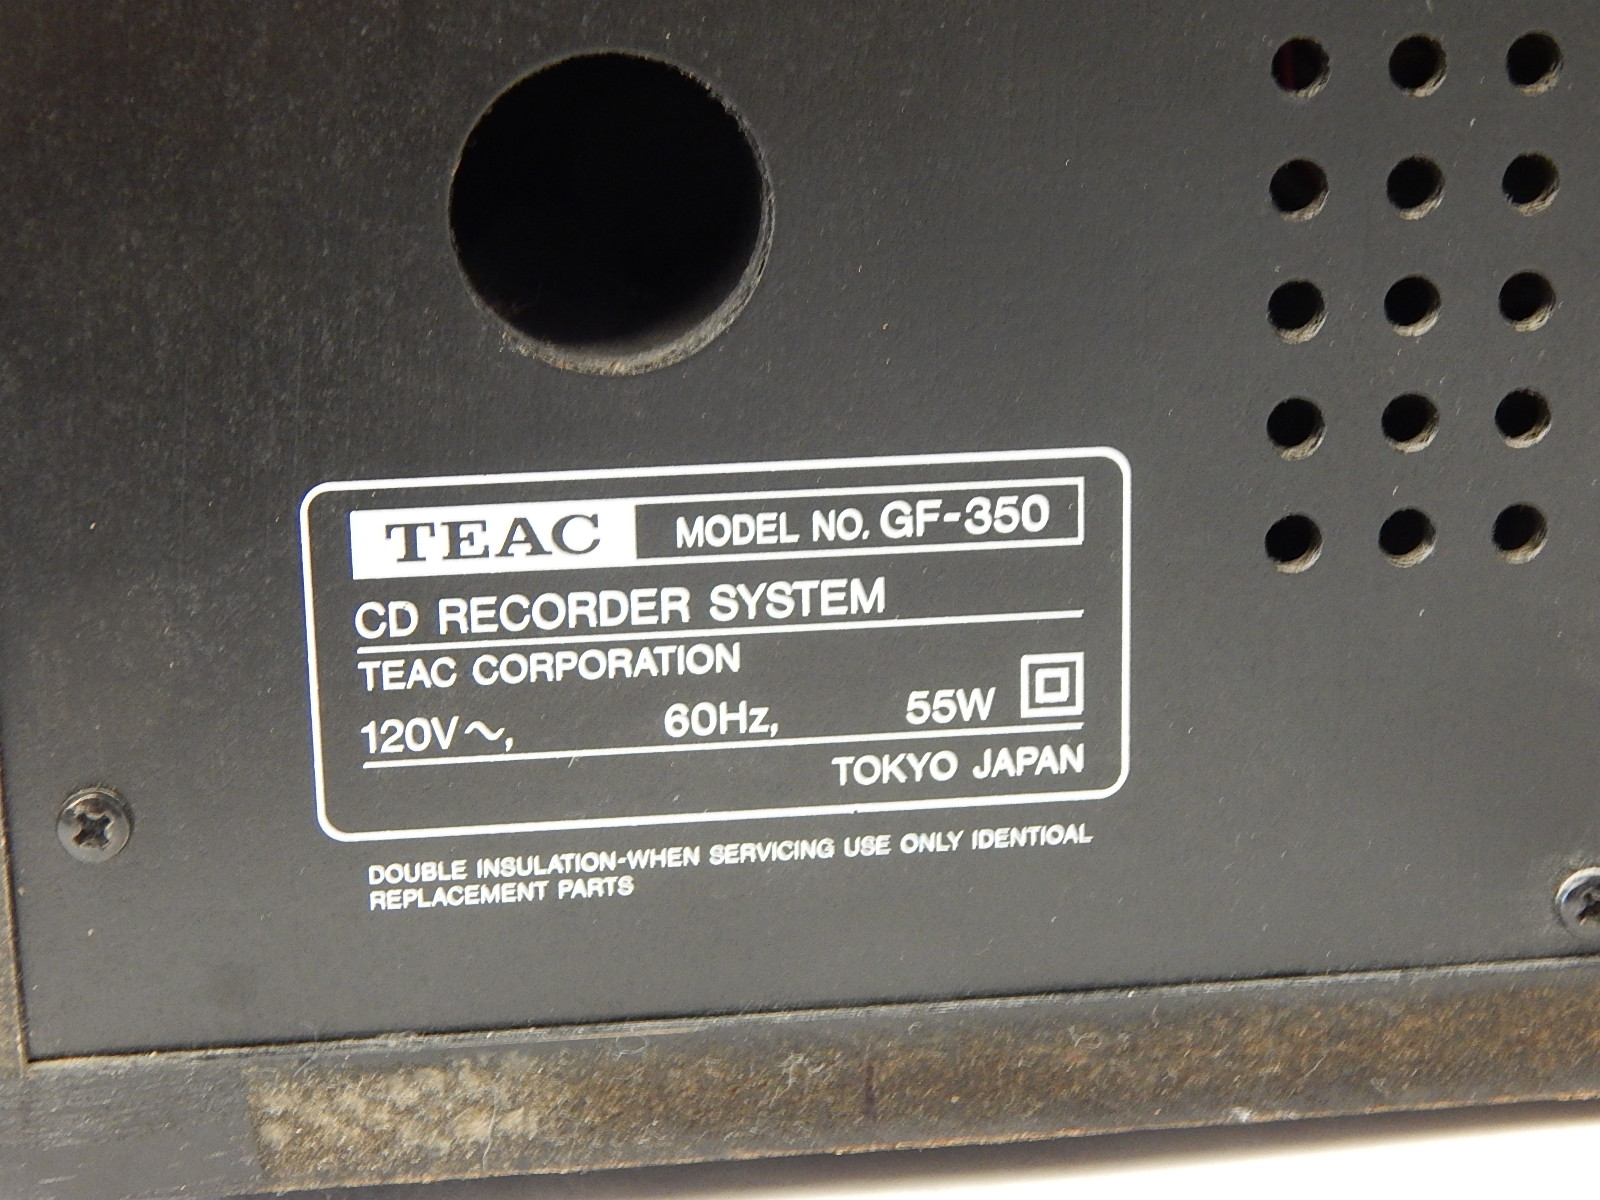 TEAC MODEL NO. GF-350
CD RECORDER SYSTEM
TEAC CORPORATION
120V~, 60Hz, 55W
TOKYO JAPAN
DOUBLE INSULATION-WHEN SERVICING USE ONLY IDENTIOAL
REPLACEMENT PARTS